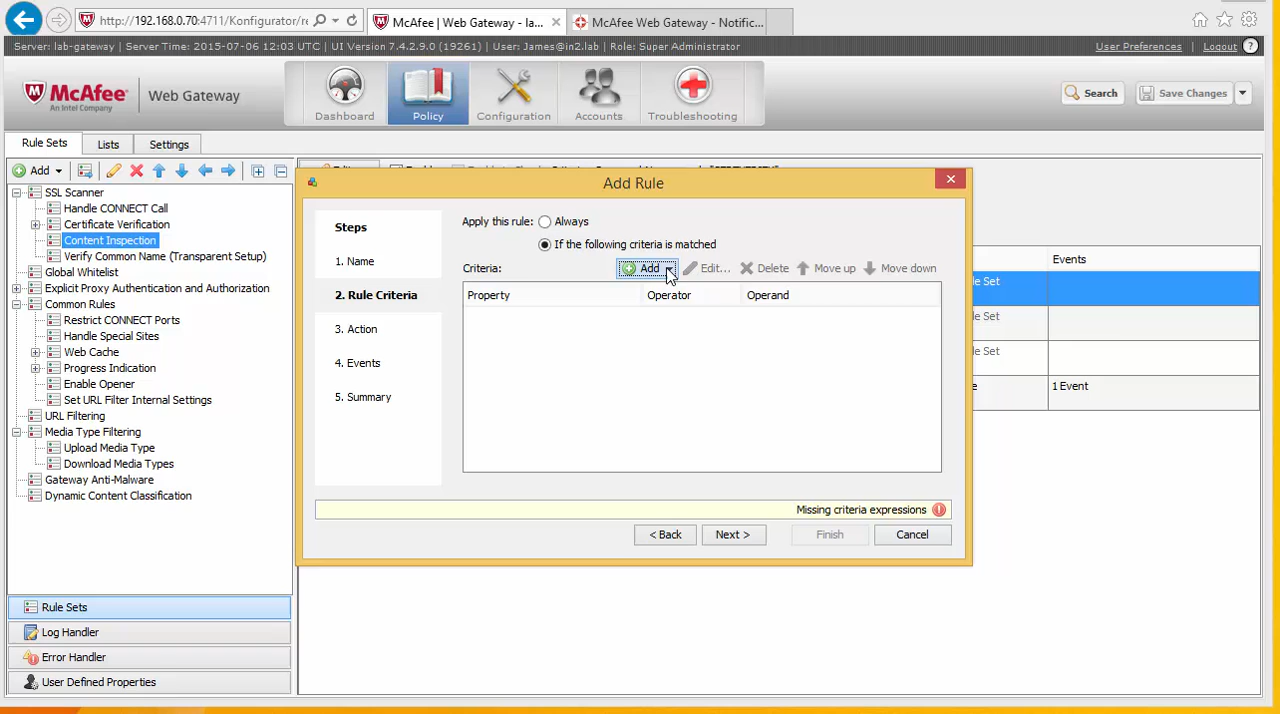 http://192.168.0.70:4711/Konfigurator/re
McAfee | Web Gateway - la...
McAfee Web Gateway - Notific...
Server: lab-gateway | Server Time: 2015-07-06 12:03 UTC | UI Version 7.4.2.9.0 (19261) | User: James@in2.lab | Role: Super Administrator
User Preferences | Logout ?
McAfee
An Intel Company
Web Gateway
Dashboard
Policy
Configuration
Accounts
Troubleshooting
Search
Save Changes
Rule Sets
Lists
Settings
Add
SSL Scanner
Handle CONNECT Call
Certificate Verification
Content Inspection
Verify Common Name (Transparent Setup)
Global Whitelist
Explicit Proxy Authentication and Authorization
Common Rules
Restrict CONNECT Ports
Handle Special Sites
Web Cache
Progress Indication
Enable Opener
Set URL Filter Internal Settings
URL Filtering
Media Type Filtering
Upload Media Type
Download Media Types
Gateway Anti-Malware
Dynamic Content Classification
Rule Sets
Log Handler
Error Handler
User Defined Properties
Add Rule
Steps
1. Name
2. Rule Criteria
3. Action
4. Events
5. Summary
Apply this rule: Always
If the following criteria is matched
Criteria: Add Edit... Delete Move up Move down
Property Operator Operand
Missing criteria expressions
< Back Next > Finish Cancel
Events
le Set
le Set
le Set
e 1 Event